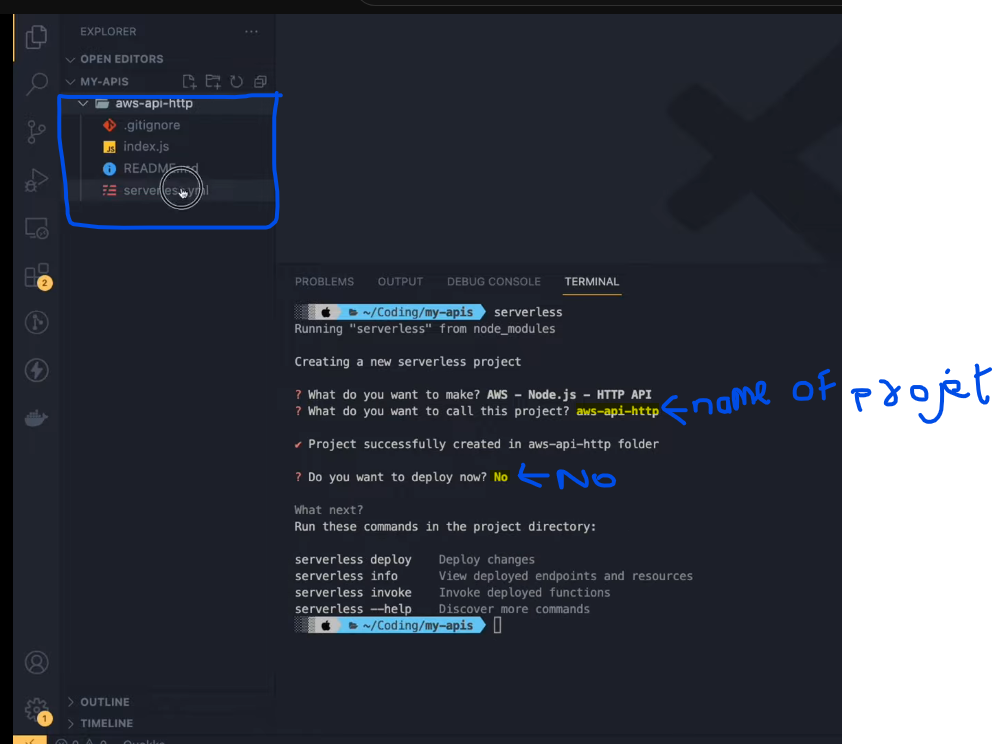 EXPLORER
OPEN EDITORS
MY-APIS
aws-api-http
.gitignore
index.js
README.md
serverless.yml
2
PROBLEMS OUTPUT DEBUG CONSOLE TERMINAL
~/Coding/my-apis serverless
Running "serverless" from node_modules
Creating a new serverless project
? What do you want to make? AWS - Node.js - HTTP API
? What do you want to call this project? aws-api-http
name of projet
✔ Project successfully created in aws-api-http folder
? Do you want to deploy now? No
No
What next?
Run these commands in the project directory:
serverless deploy Deploy changes
serverless info View deployed endpoints and resources
serverless invoke Invoke deployed functions
serverless --help Discover more commands
~/Coding/my-apis
OUTLINE
1
TIMELINE